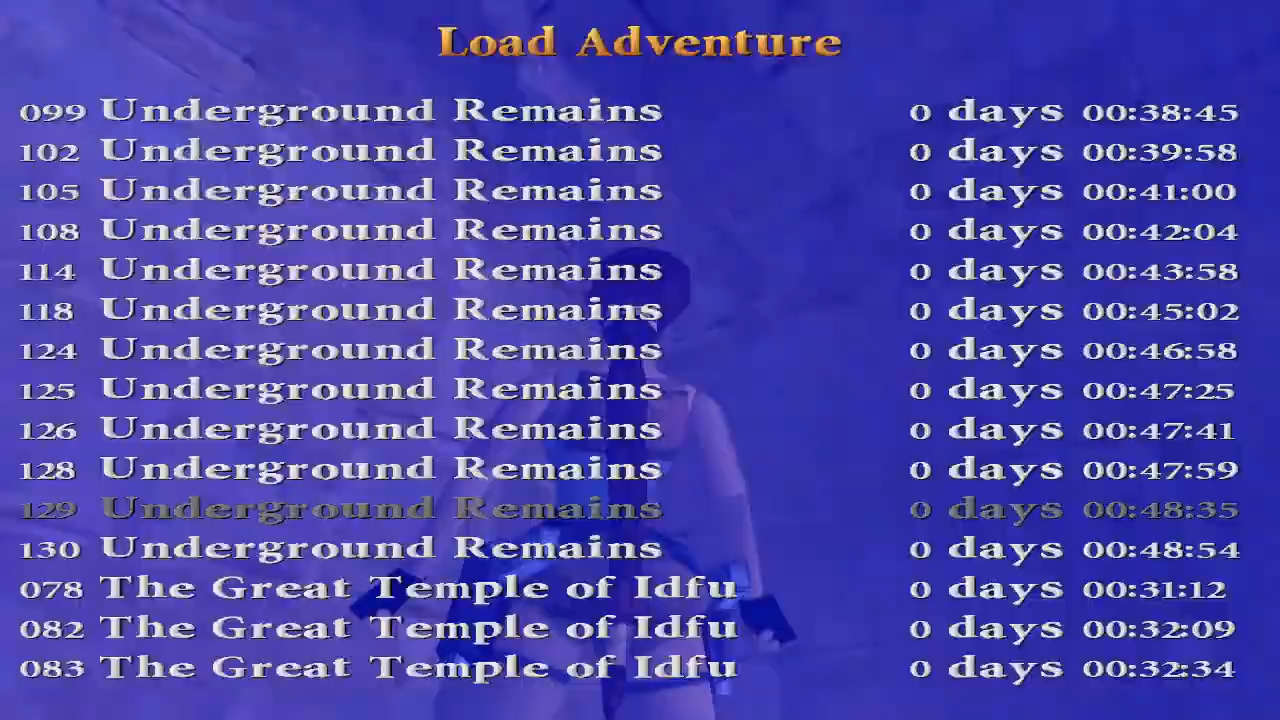 Load Adventure
099 Underground Remains 0 days 00:38:45
102 Underground Remains 0 days 00:39:58
105 Underground Remains 0 days 00:41:00
108 Underground Remains 0 days 00:42:04
114 Underground Remains 0 days 00:43:58
118 Underground Remains 0 days 00:45:02
124 Underground Remains 0 days 00:46:58
125 Underground Remains 0 days 00:47:25
126 Underground Remains 0 days 00:47:41
128 Underground Remains 0 days 00:47:59
129 Underground Remains 0 days 00:48:35
130 Underground Remains 0 days 00:48:54
078 The Great Temple of Idfu 0 days 00:31:12
082 The Great Temple of Idfu 0 days 00:32:09
083 The Great Temple of Idfu 0 days 00:32:34